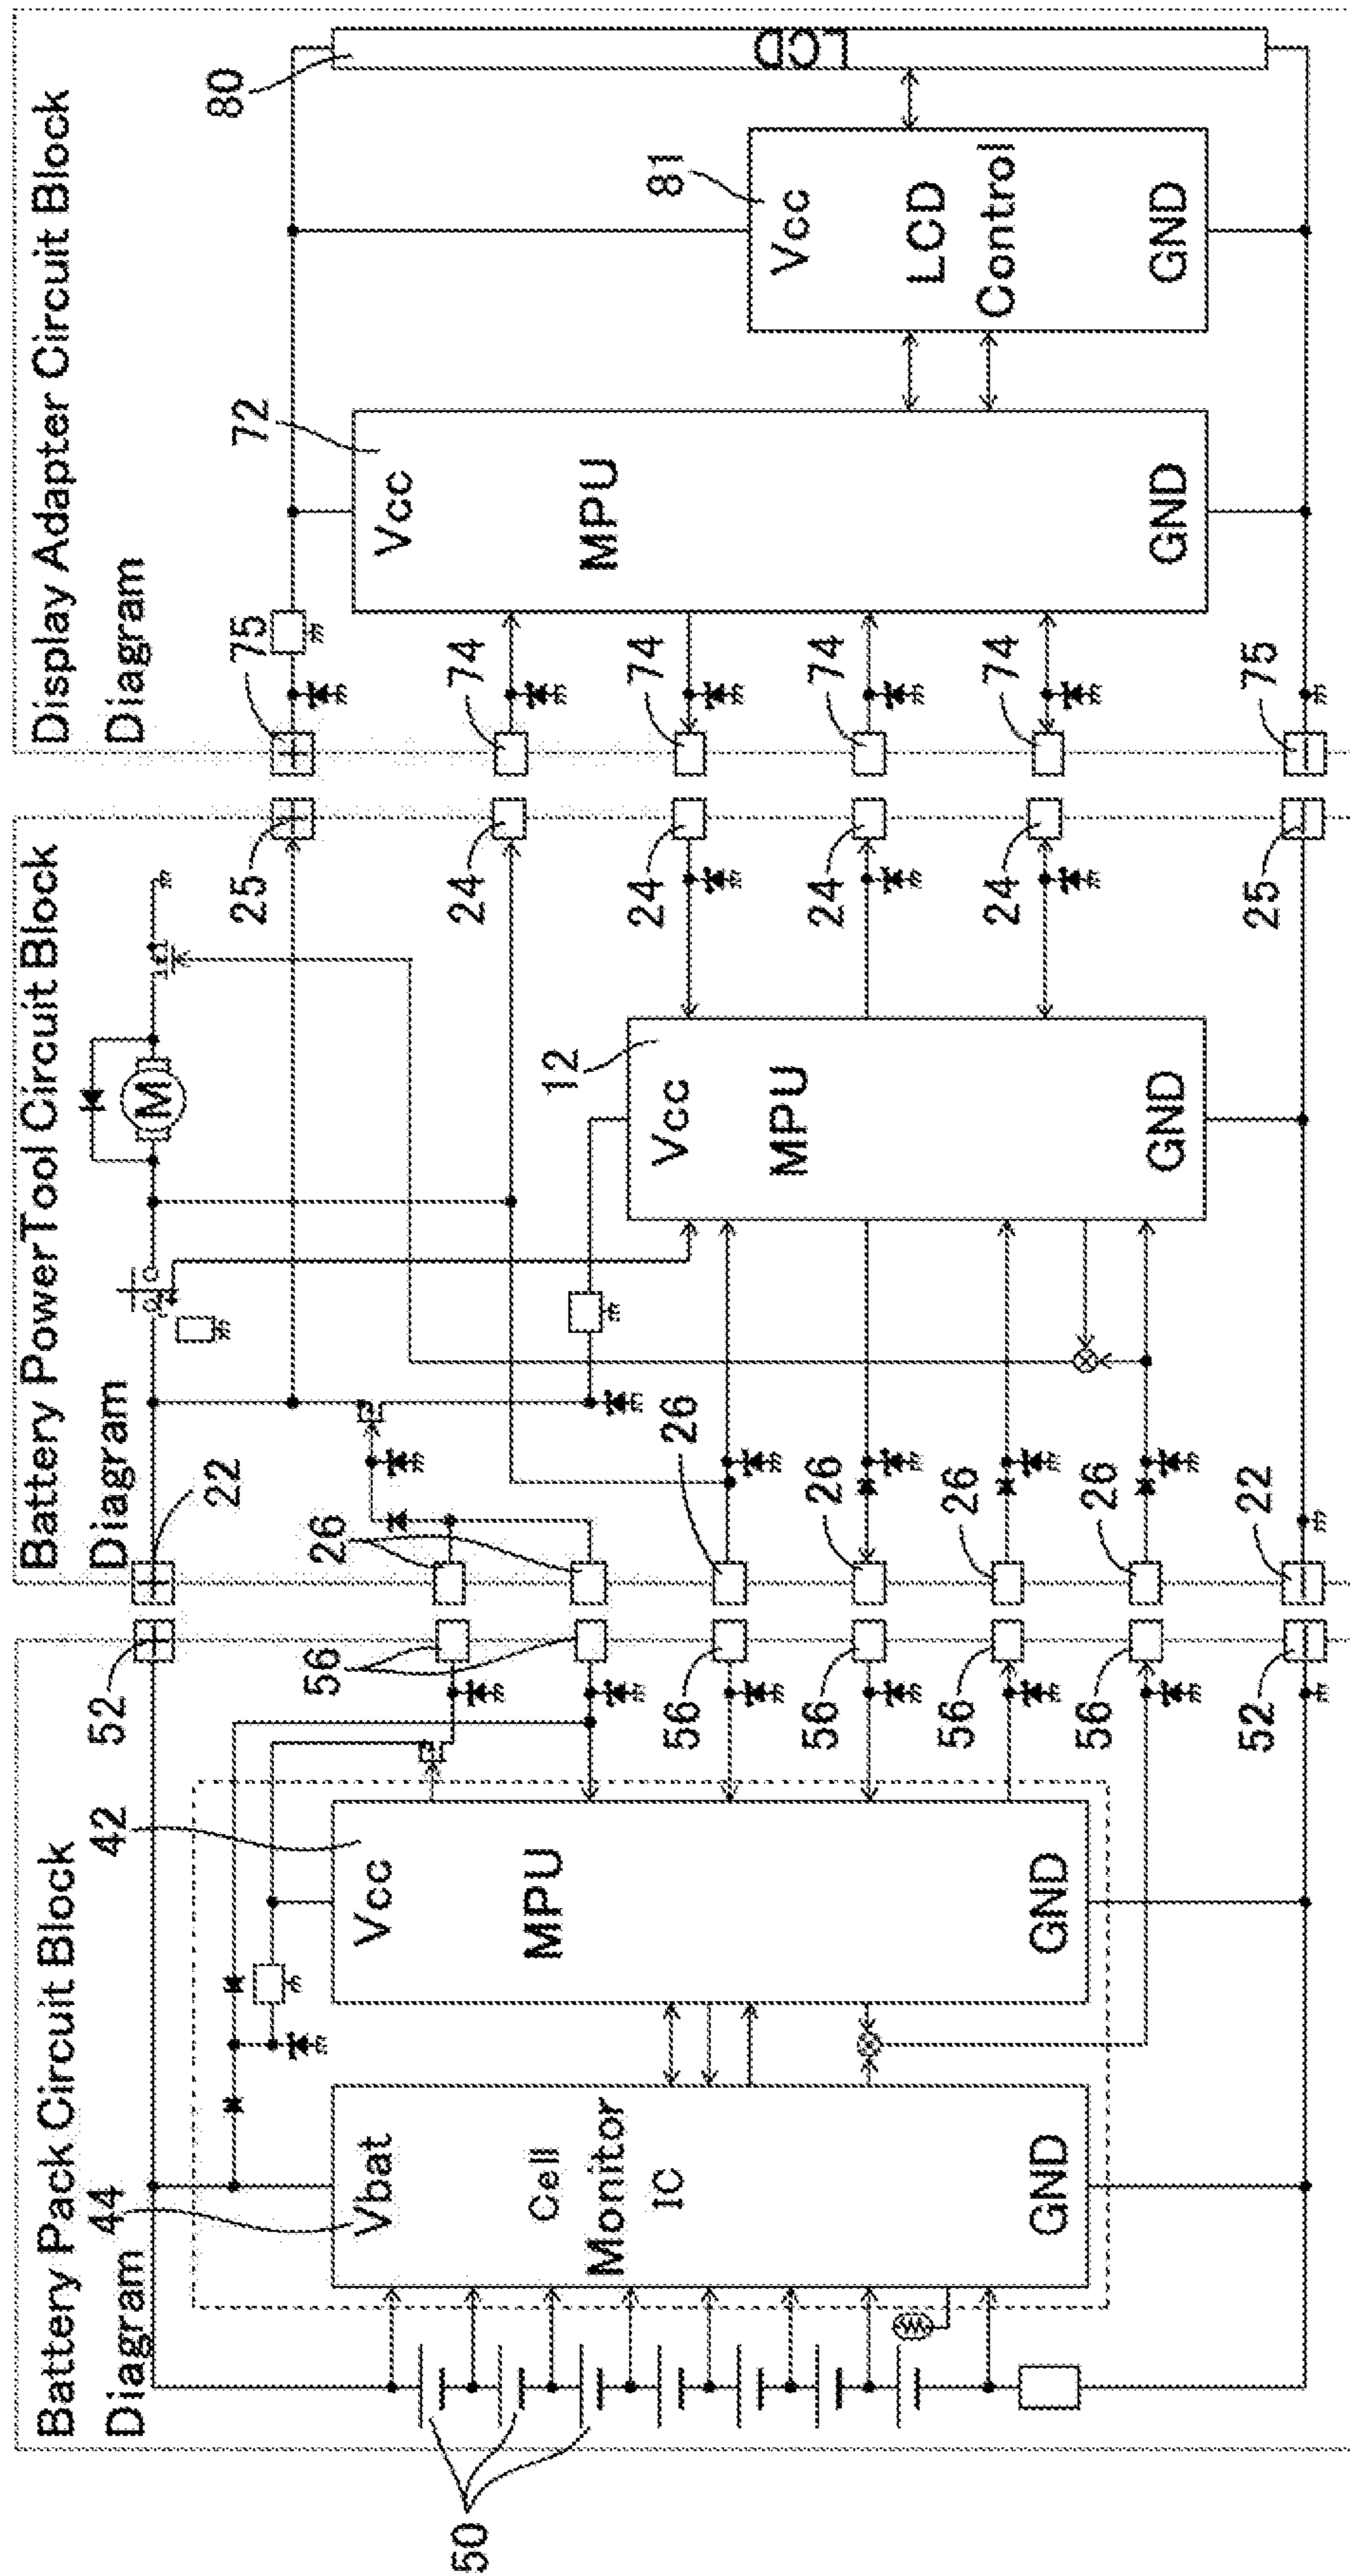 Battery Pack Circuit Block
Diagram
44
42
52
Vbat
Cell
Monitor
IC
GND
Vcc
MPU
GND
50
56
56
56
56
56
52
Battery PowerTool Circuit Block
Diagram
22
26
26
26
26
26
22
M
12
Vcc
MPU
GND
25
24
24
24
24
25
Display Adapter Circuit Block
Diagram
75
74
74
74
74
75
72
Vcc
MPU
GND
81
Vcc
LCD
Control
GND
80
LCD